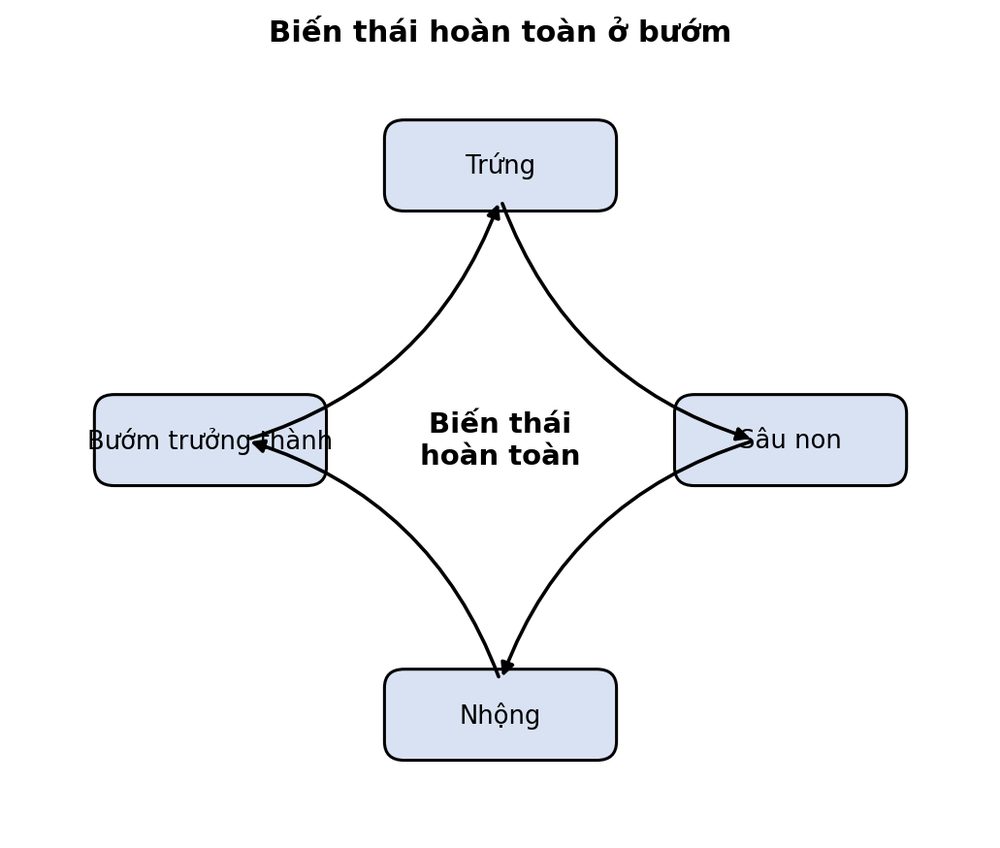 Biến thái hoàn toàn ở bướm
Trứng
Bướm trưởng thành
Biến thái
hoàn toàn
Sâu non
Nhộng